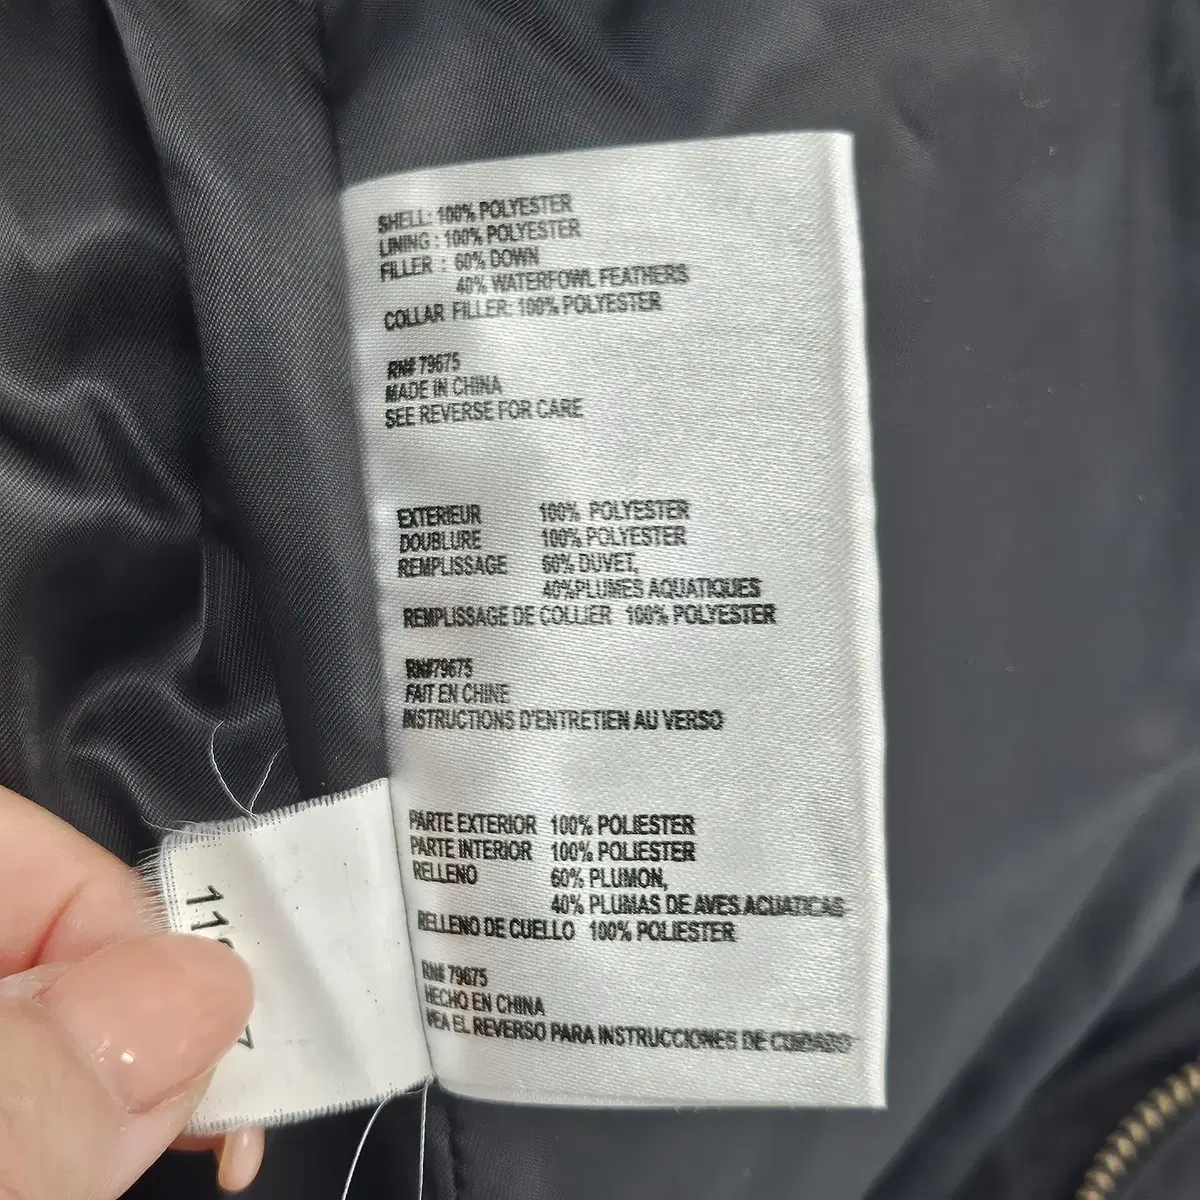 SHELL: 100% POLYESTER
LINING : 100% POLYESTER
FILLER : 60% DOWN
40% WATERFOWL FEATHERS
COLLAR FILLER: 100% POLYESTER
RN# 79675
MADE IN CHINA
SEE REVERSE FOR CARE
EXTERIEUR 100% POLYESTER
DOUBLURE 100% POLYESTER
REMPLISSAGE 60% DUVET,
40%PLUMES AQUATIQUES
REMPLISSAGE DE COLLIER 100% POLYESTER
RN#79675
FAIT EN CHINE
INSTRUCTIONS D'ENTRETIEN AU VERSO
PARTE EXTERIOR 100% POLIESTER
PARTE INTERIOR 100% POLIESTER
RELLENO 60% PLUMON,
40% PLUMAS DE AVES ACUATICAS
RELLENO DE CUELLO 100% POLIESTER
RN# 79675
HECHO EN CHINA
VEA EL REVERSO PARA INSTRUCCIONES DE CUIDADO